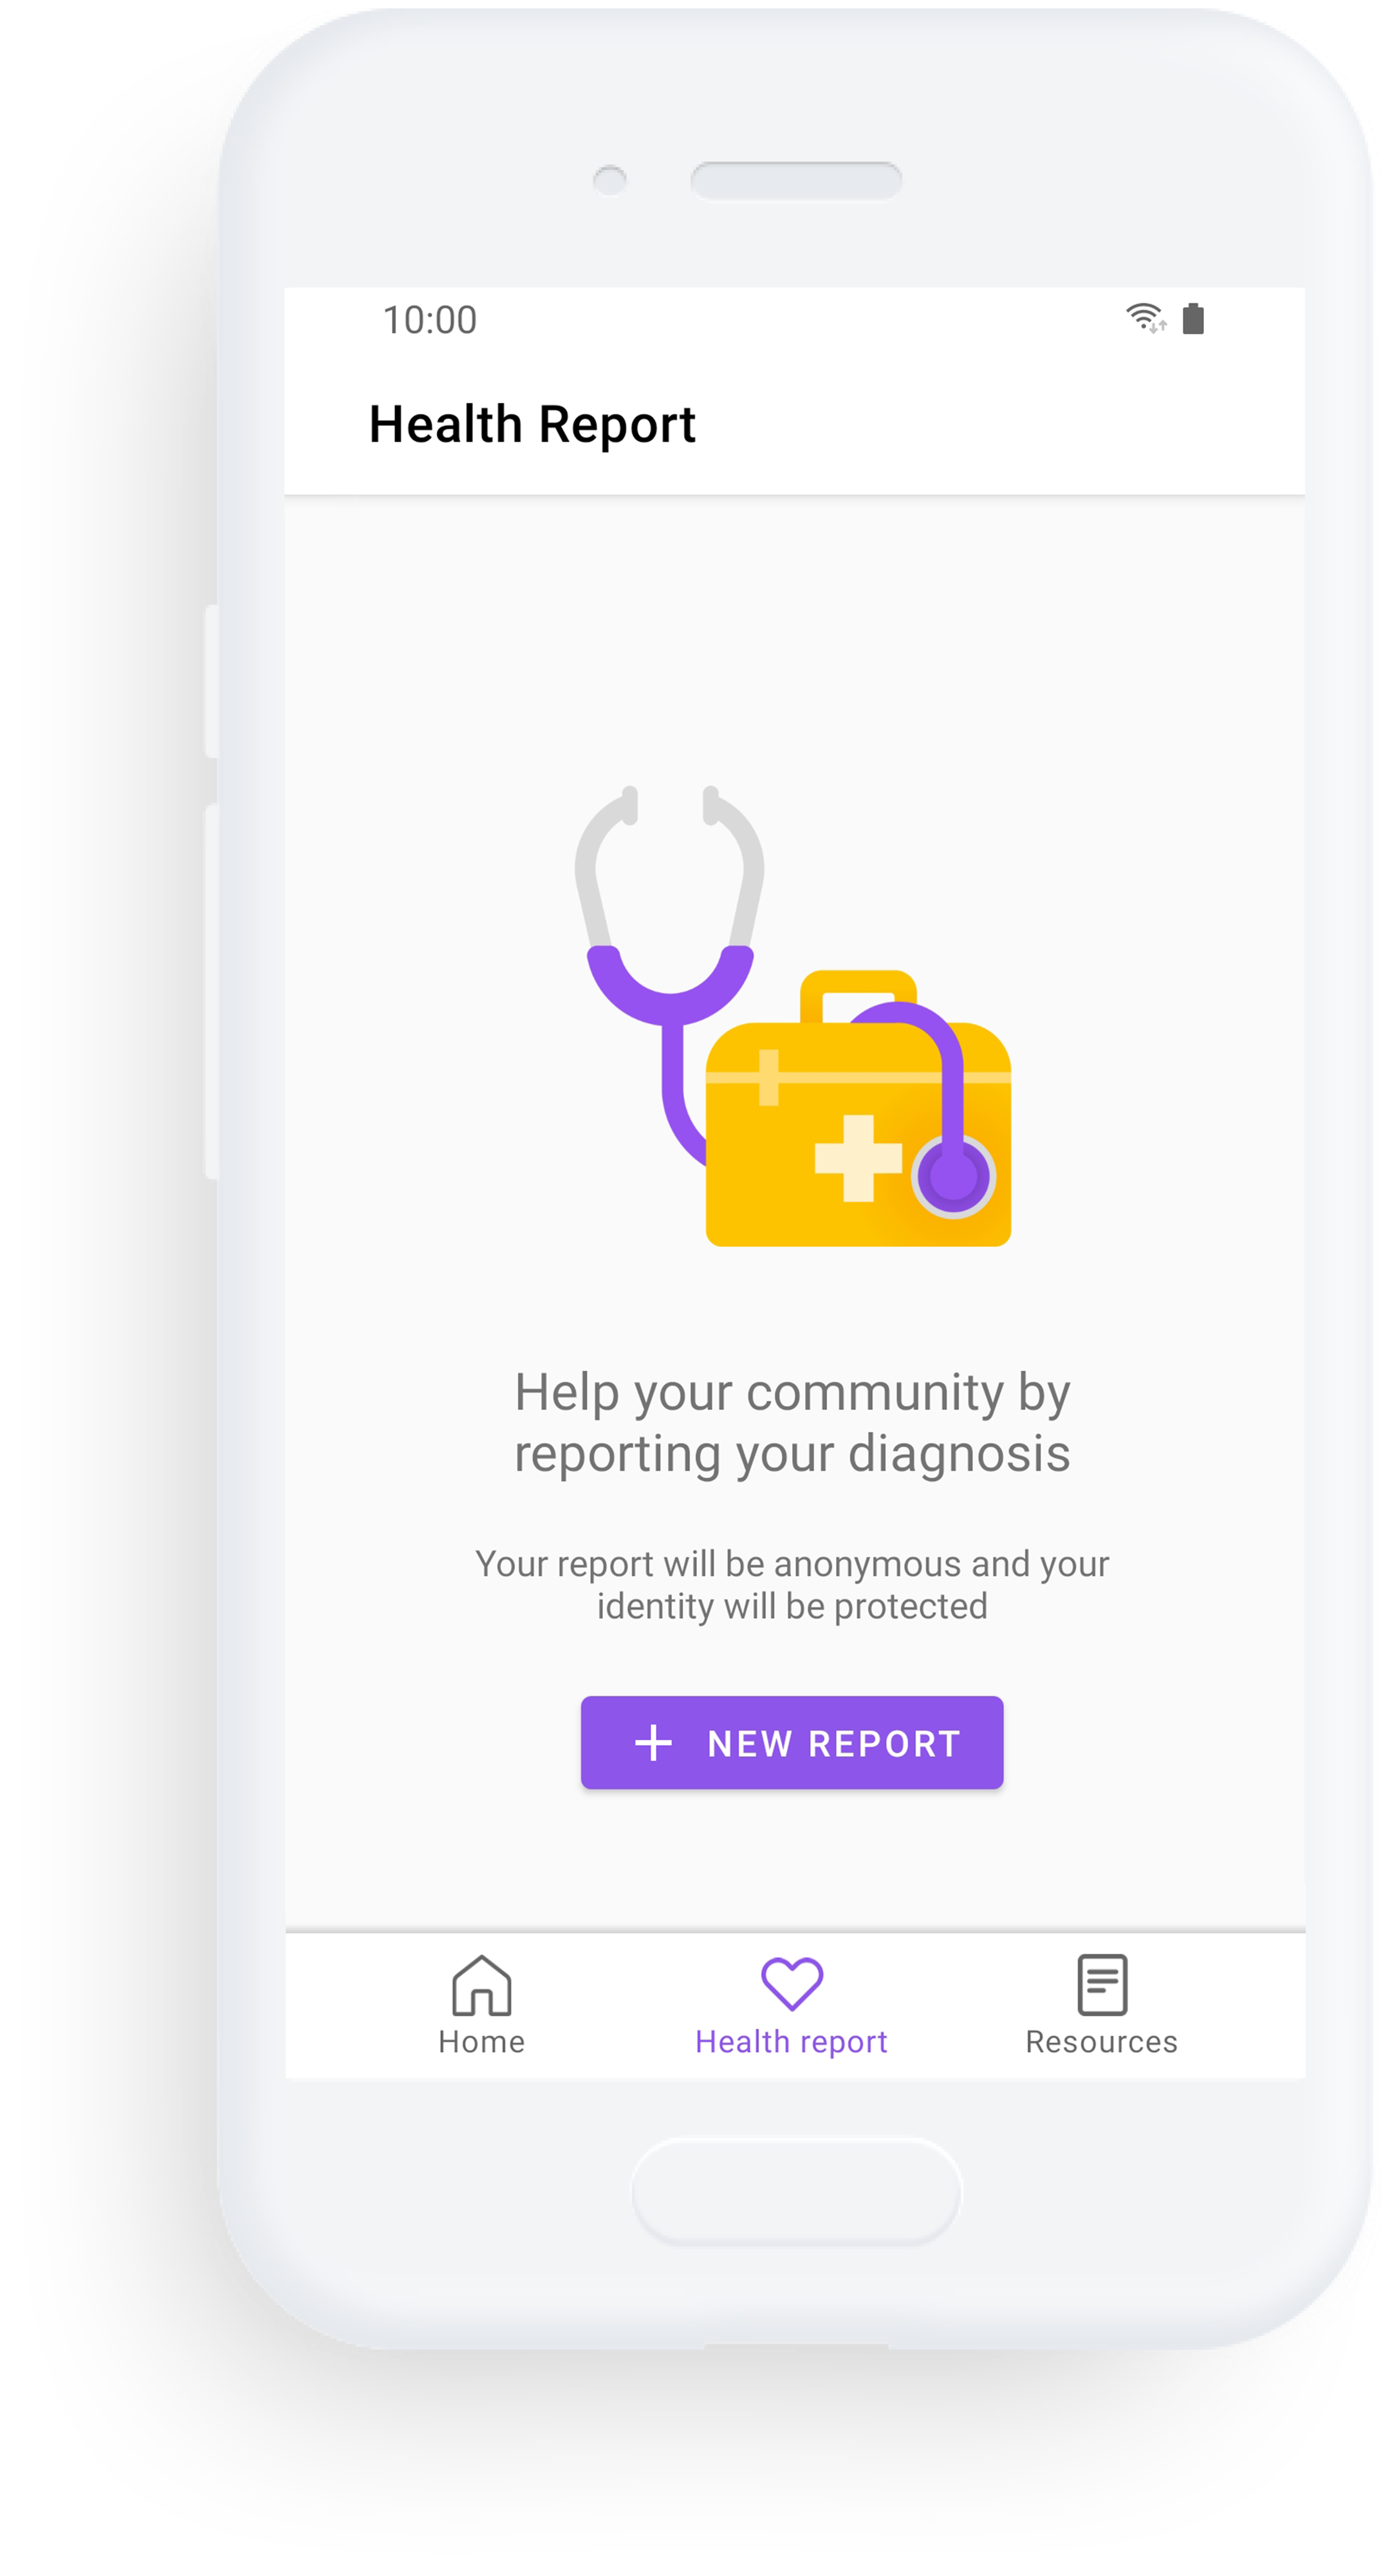 10:00
Health Report
Help your community by
reporting your diagnosis
Your report will be anonymous and your
identity will be protected
NEW REPORT
Home
Health report
Resources